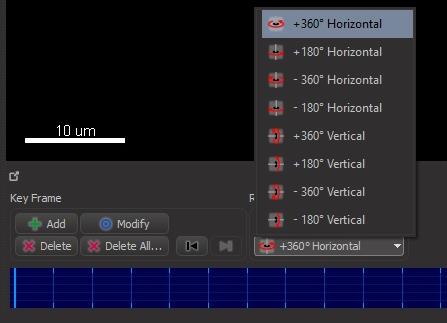 +360° Horizontal
+180° Horizontal
- 360° Horizontal
- 180° Horizontal
+360° Vertical
+180° Vertical
- 360° Vertical
- 180° Vertical
10 um
Key Frame
R
Add
Modify
Delete
Delete All...
+360° Horizontal